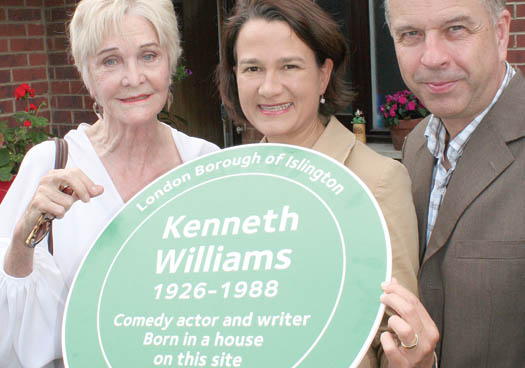 London Borough of Islington
Kenneth
Williams
1926-1988
Comedy actor and writer
Born in a house
on this site